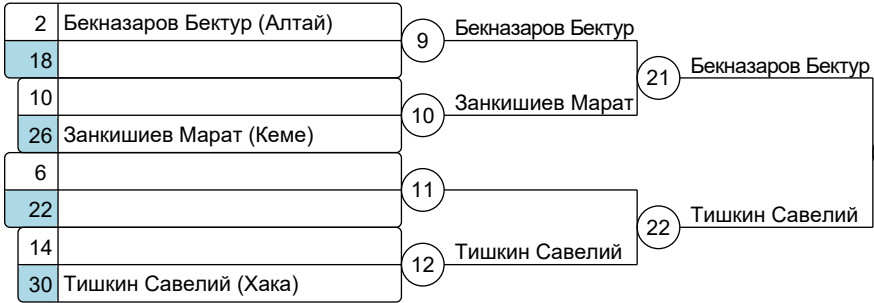 2 Бекназаров Бектур (Алтай)
18
9
Бекназаров Бектур
10
26 Занкишиев Марат (Кеме)
10
Занкишиев Марат
21
Бекназаров Бектур
6
22
11
14
30 Тишкин Савелий (Хака)
12
Тишкин Савелий
22
Тишкин Савелий